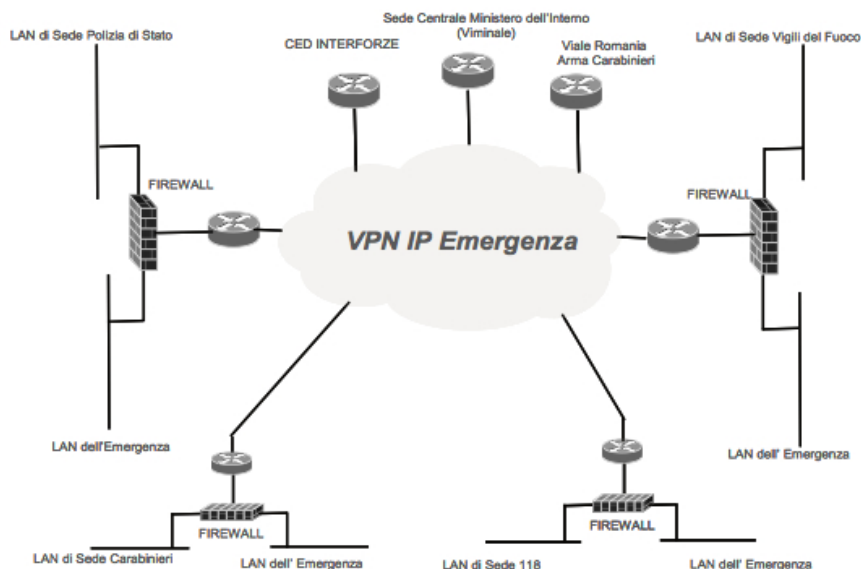 Sede Centrale Ministero dell'Interno
(Viminale)
LAN di Sede Polizia di Stato
CED INTERFORZE
Viale Romania
Arma Carabinieri
LAN di Sede Vigili del Fuoco
FIREWALL
FIREWALL
VPN IP Emergenza
LAN dell'Emergenza
LAN dell' Emergenza
FIREWALL
FIREWALL
LAN di Sede Carabinieri
LAN dell' Emergenza
LAN di Sede 118
LAN dell' Emergenza